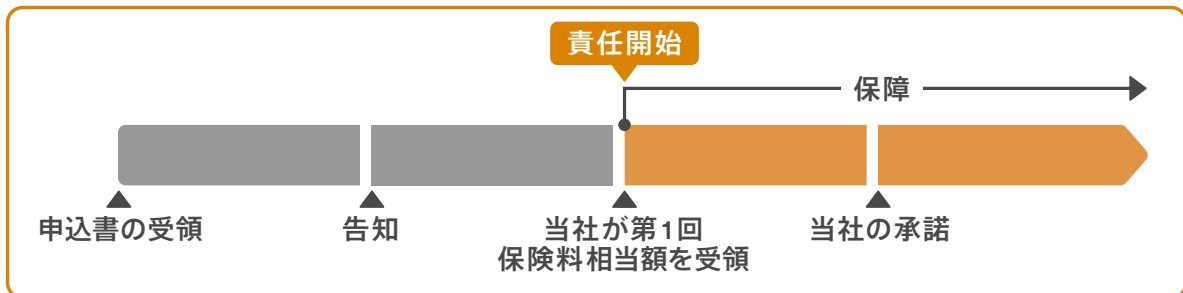 責任開始
保障
申込書の受領
告知
当社が第1回
保険料相当額を受領
当社の承諾